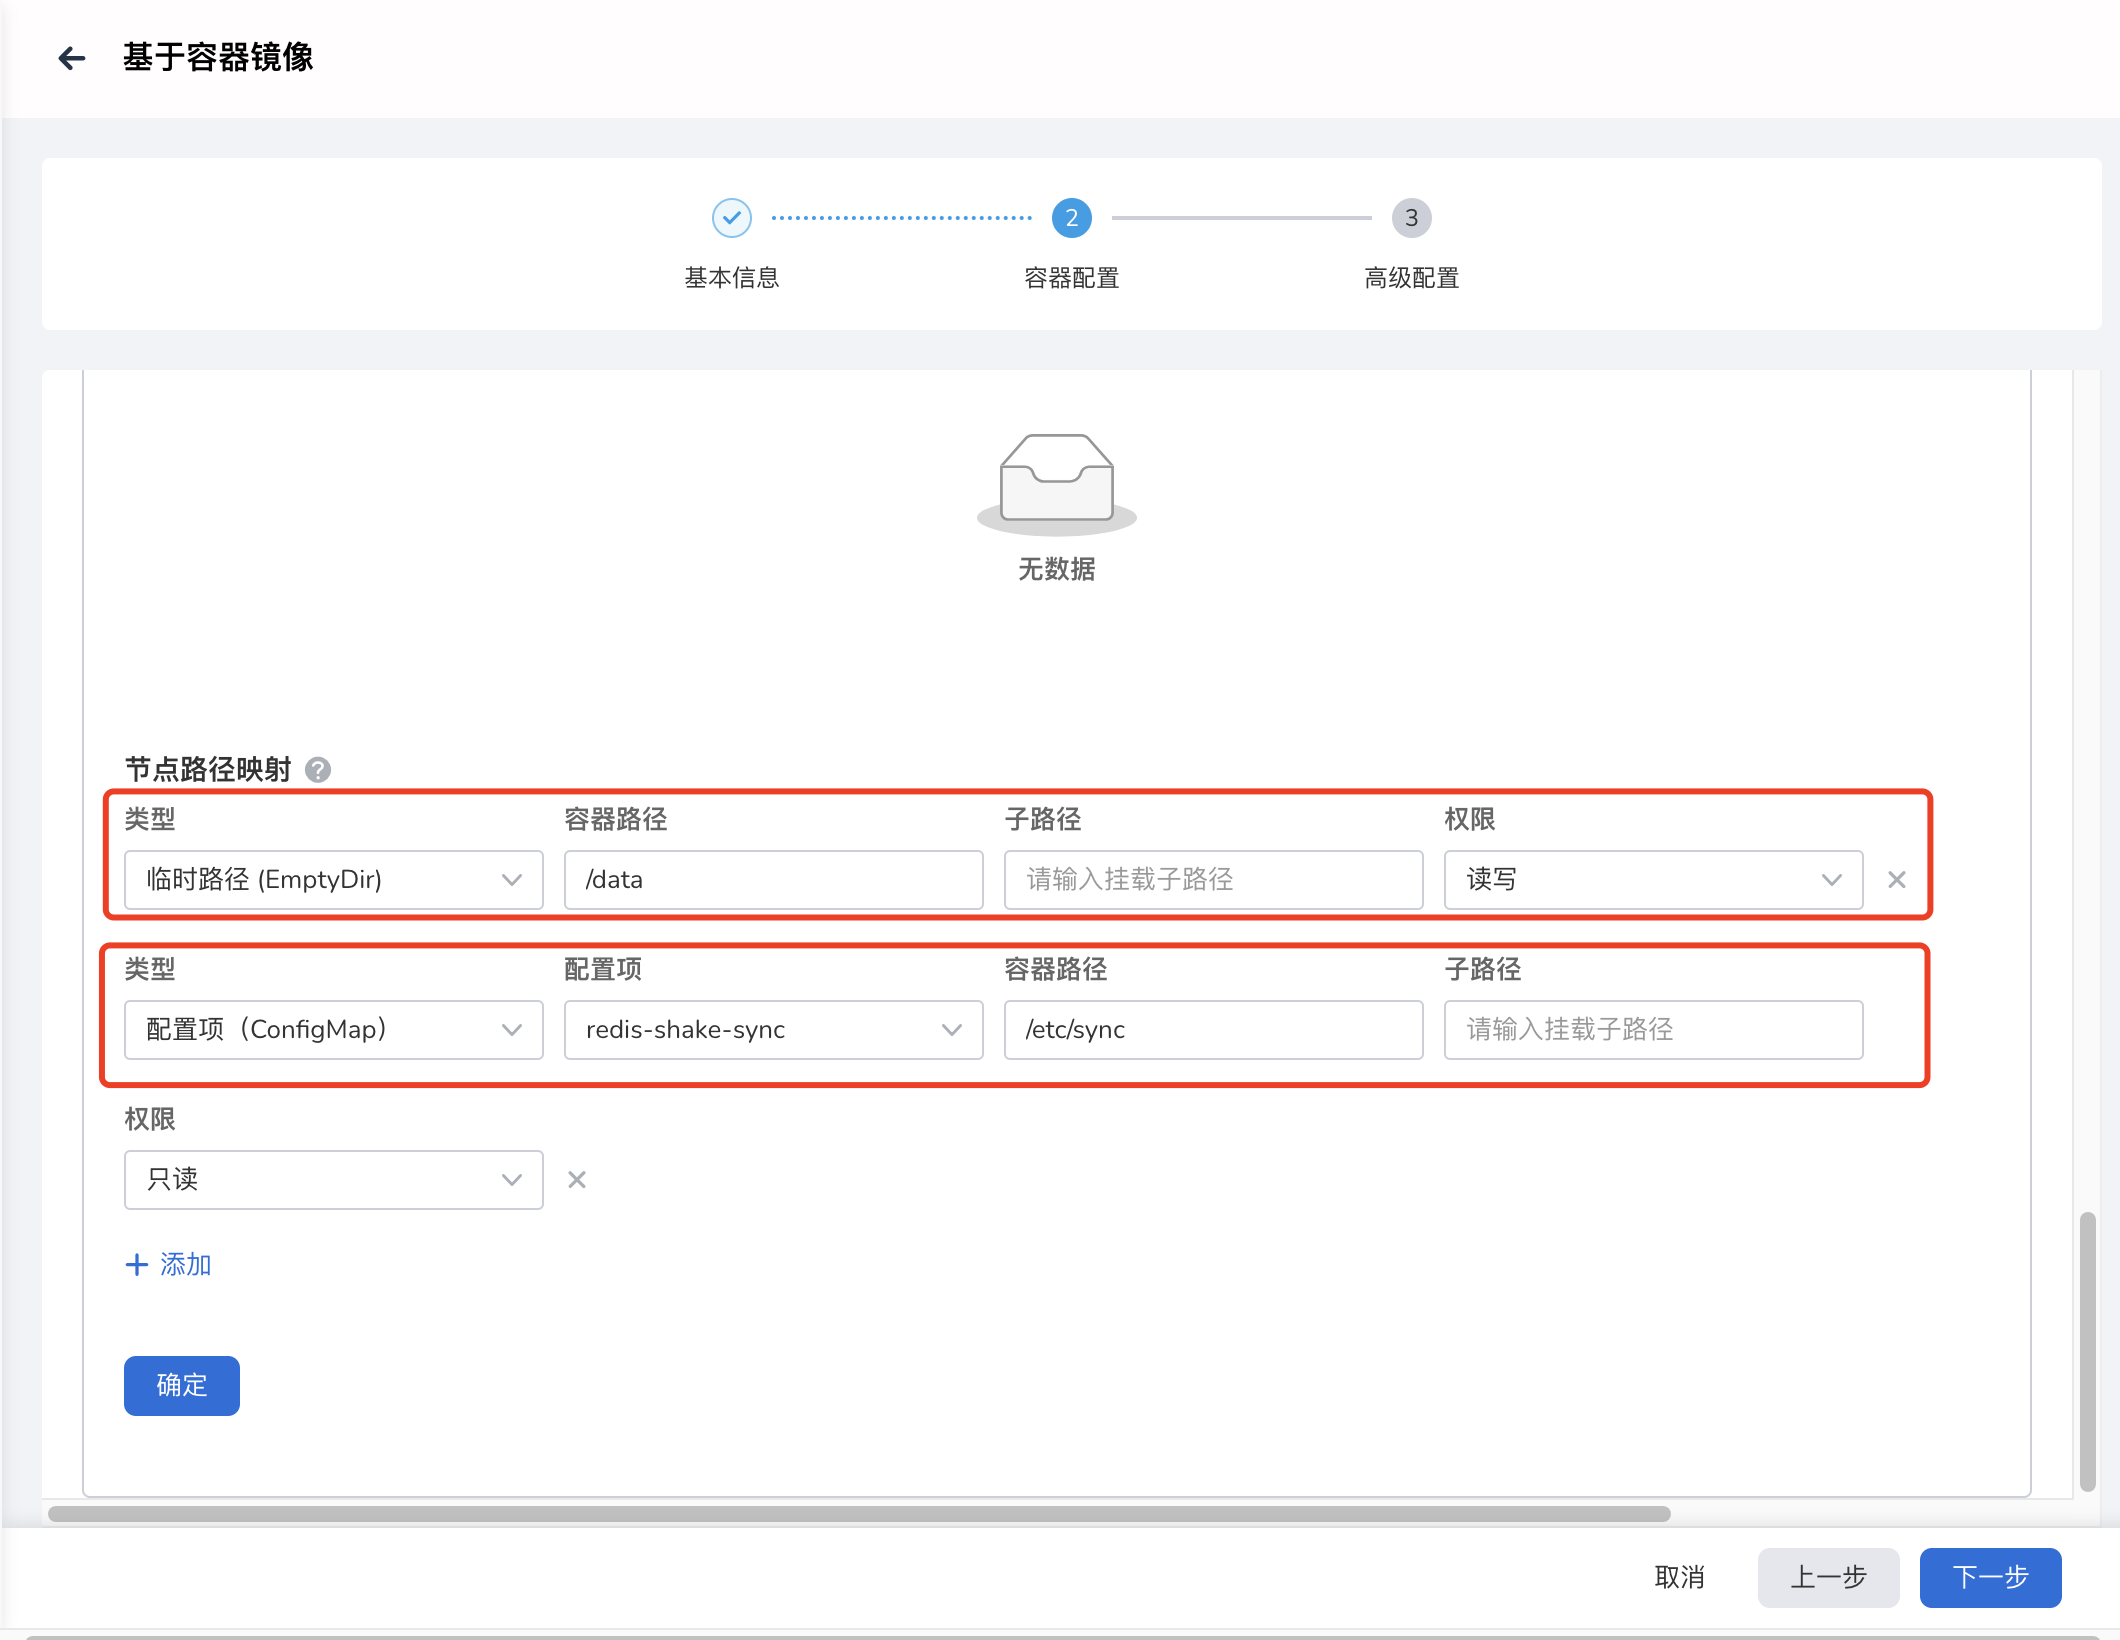 基于容器镜像
2
3
基本信息
容器配置
高级配置
无数据
节点路径映射 ?
类型
容器路径
子路径
权限
临时路径 (EmptyDir)
/data
请输入挂载子路径
读写
类型
配置项
容器路径
子路径
配置项（ConfigMap）
redis-shake-sync
/etc/sync
请输入挂载子路径
权限
只读
添加
确定
取消
上一步
下一步